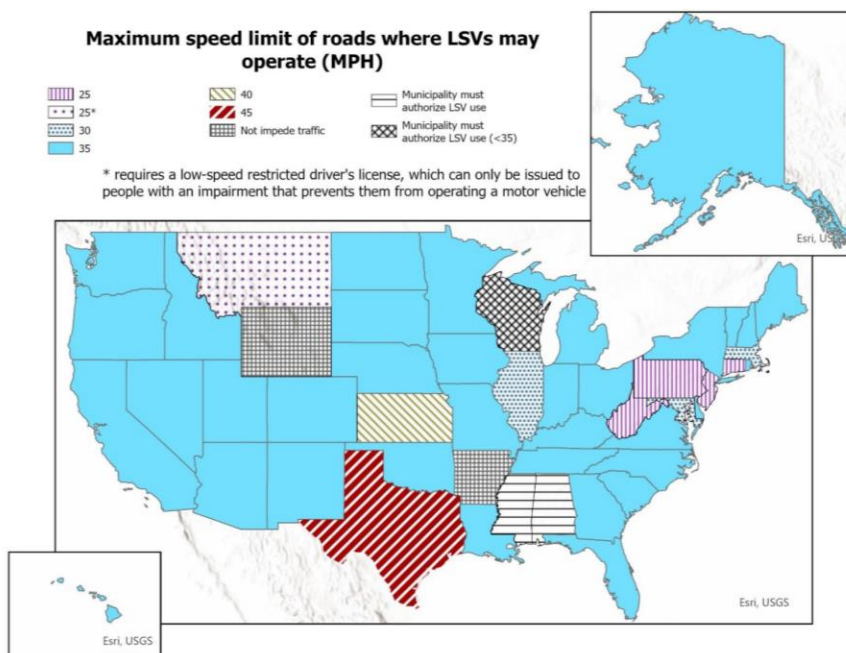 Maximum speed limit of roads where LSVs may
operate (MPH)
25
25*
30
35
40
45
Not impede traffic
Municipality must
authorize LSV use
Municipality must
authorize LSV use (<35)
* requires a low-speed restricted driver's license, which can only be issued to
people with an impairment that prevents them from operating a motor vehicle
Esri, USGS
Esri, USGS
Esri, USGS